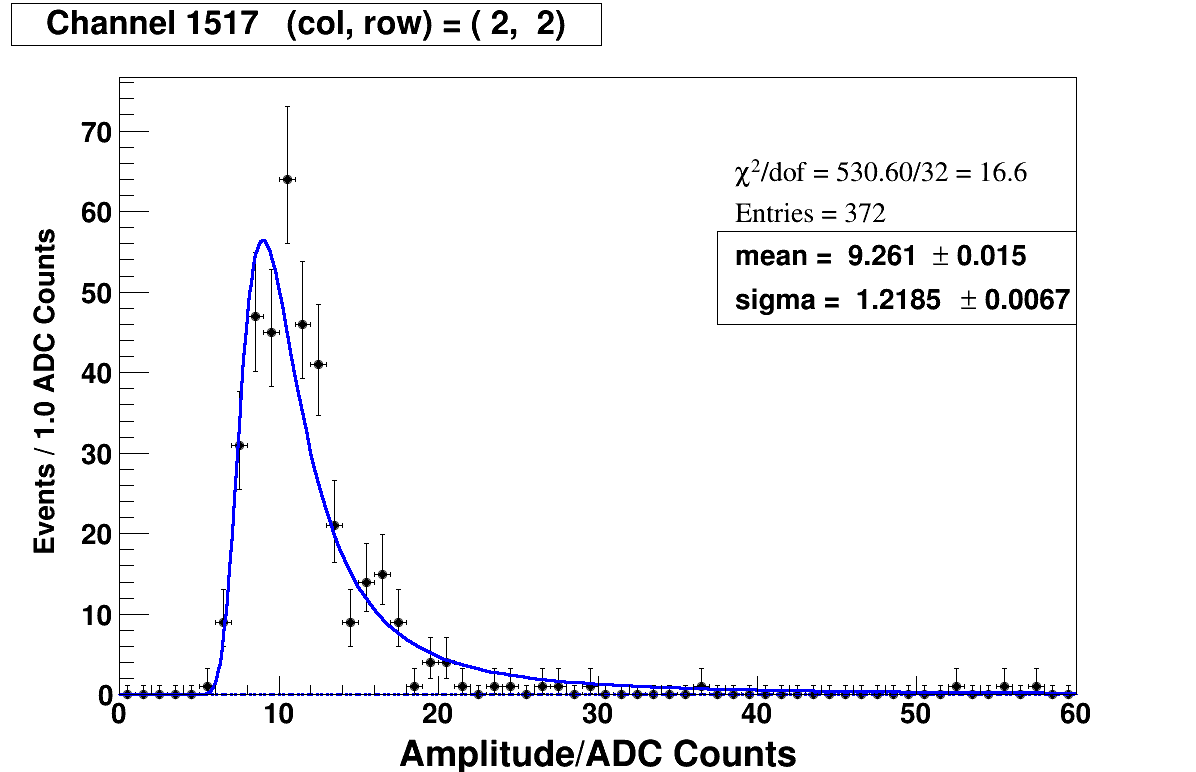 Channel 1517 (col, row) = ( 2, 2)
χ²/dof = 530.60/32 = 16.6
Entries = 372
mean = 9.261 ± 0.015
sigma = 1.2185 ± 0.0067
Events / 1.0 ADC Counts
70
60
50
40
30
20
10
0
0 10 20 30 40 50 60
Amplitude/ADC Counts